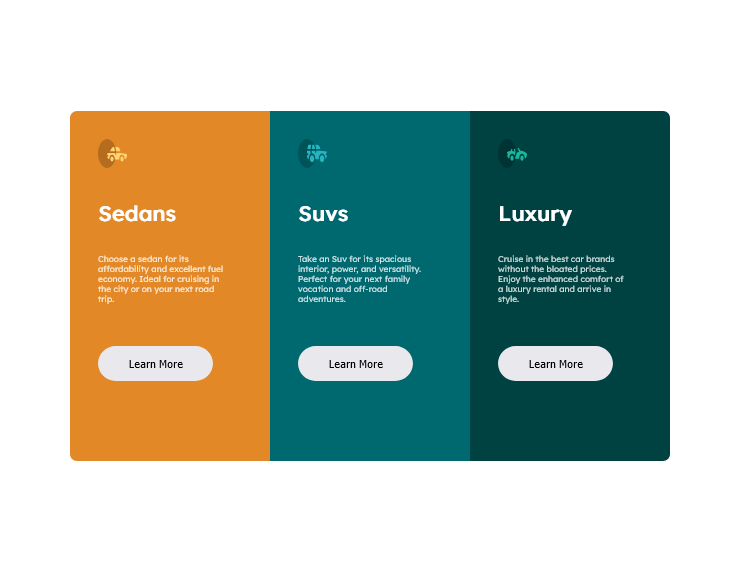 Sedans
Choose a sedan for its
affordability and excellent fuel
economy. Ideal for cruising in
the city or on your next road
trip.
Learn More
Suvs
Take an Suv for its spacious
interior, power, and versatility.
Perfect for your next family
vocation and off-road
adventures.
Learn More
Luxury
Cruise in the best car brands
without the bloated prices.
Enjoy the enhanced comfort of
a luxury rental and arrive in
style.
Learn More